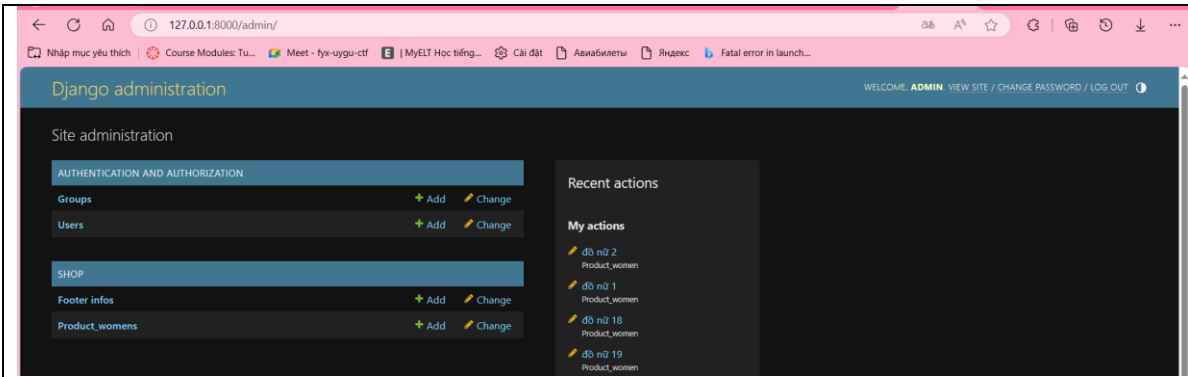 127.0.0.1:8000/admin/
Nhập mục yêu thích Course Modules: Tu... Meet - fyx-uygu-ctf E | MyELT Học tiếng... Cài đặt Авиабилеты Яндекс Fatal error in launch...
Django administration
WELCOME, ADMIN. VIEW SITE / CHANGE PASSWORD / LOG OUT
Site administration
AUTHENTICATION AND AUTHORIZATION
Groups + Add Change
Users + Add Change
SHOP
Footer infos + Add Change
Product_womens + Add Change
Recent actions
My actions
đồ nữ 2
Product_women
đồ nữ 1
Product_women
đồ nữ 18
Product_women
đồ nữ 19
Product_women